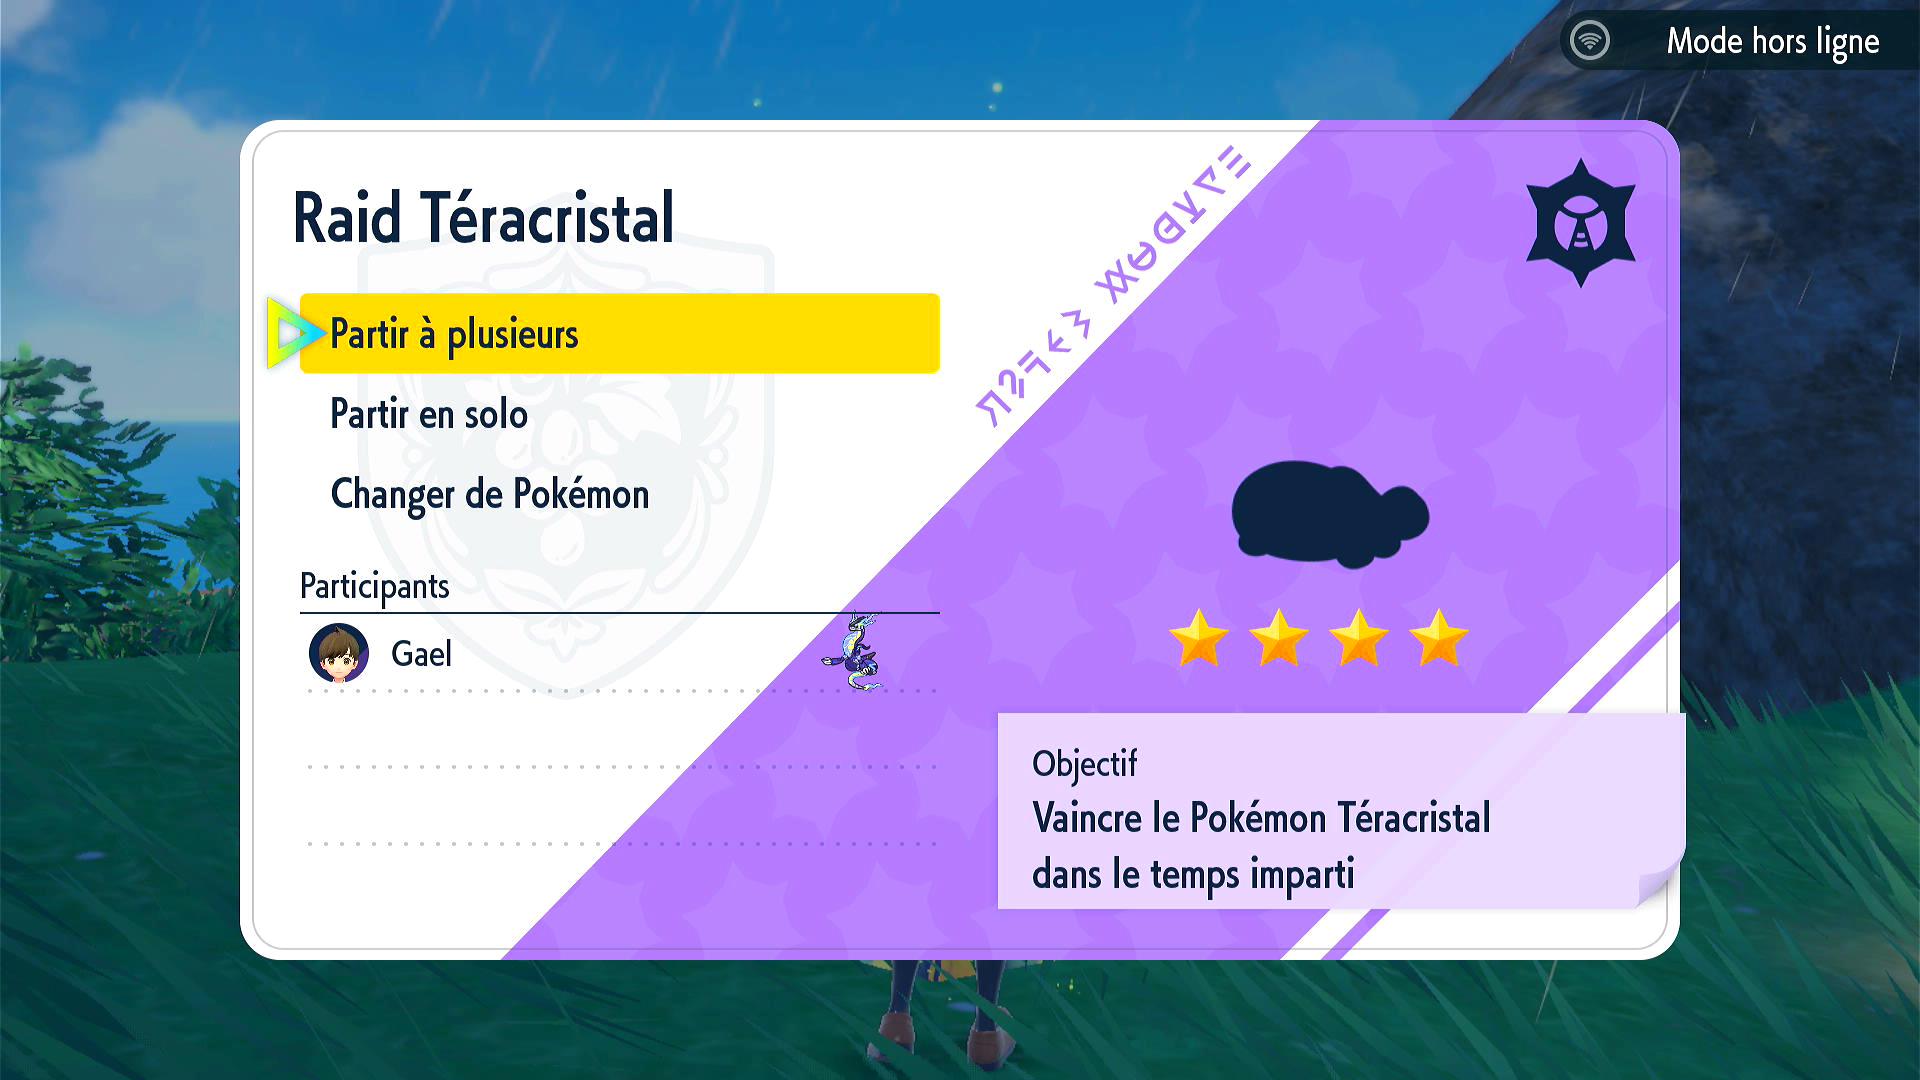 Mode hors ligne
Raid Téracristal
Partir à plusieurs
Partir en solo
Changer de Pokémon
Participants
Gael
Objectif
Vaincre le Pokémon Téracristal
dans le temps imparti